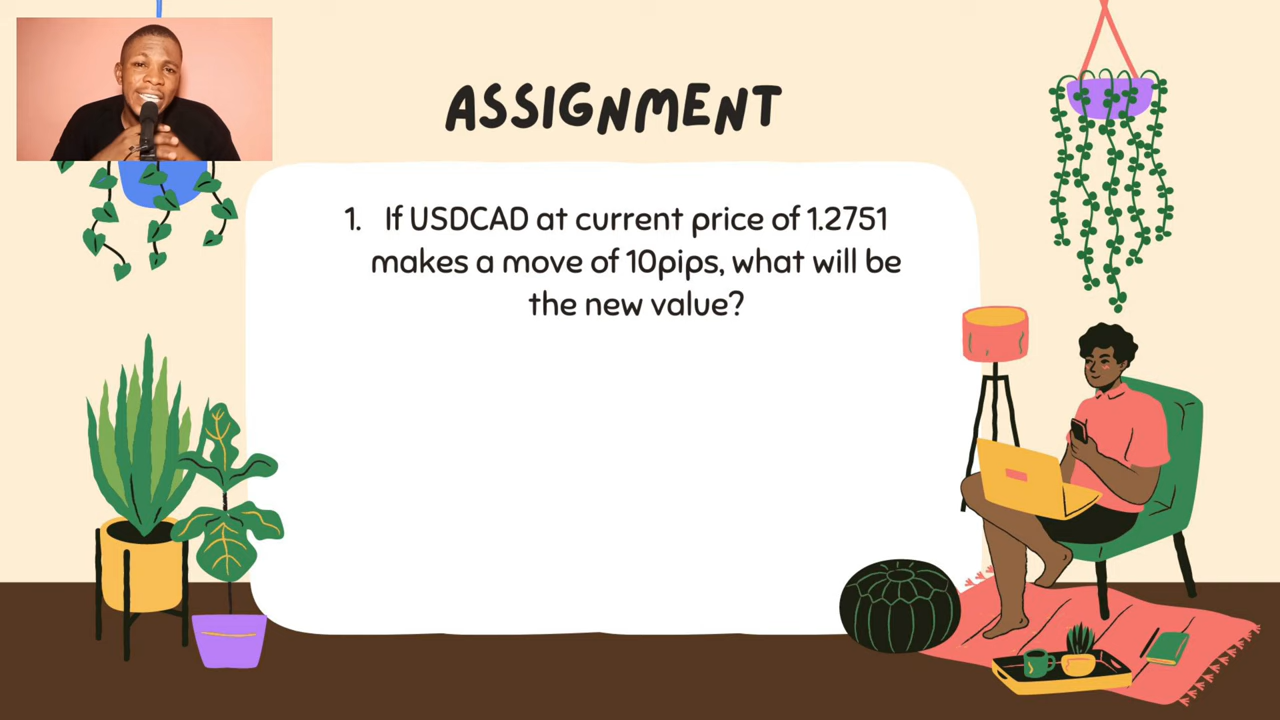 ASSIGNMENT
1. If USDCAD at current price of 1.2751
makes a move of 10pips, what will be
the new value?